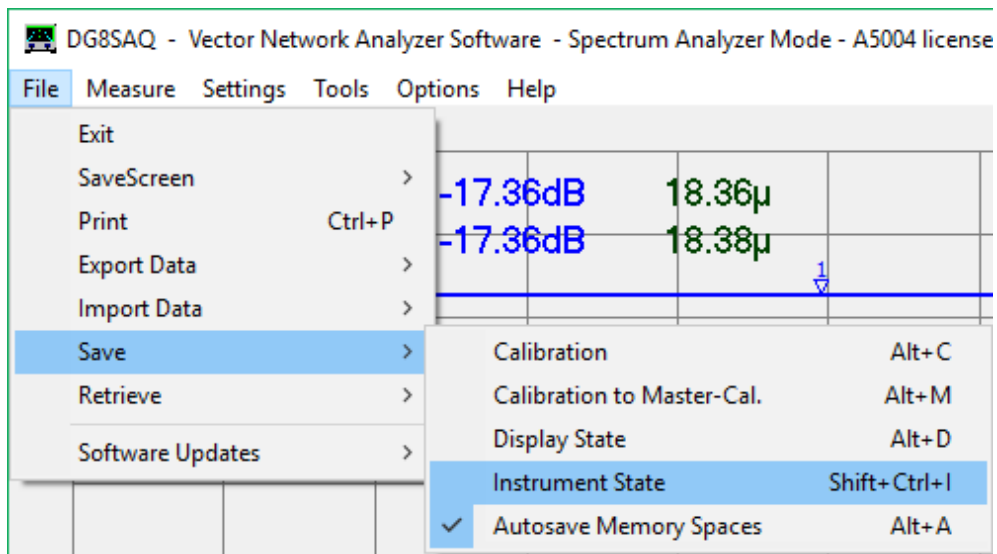 DG8SAQ - Vector Network Analyzer Software - Spectrum Analyzer Mode - A5004 license
File Measure Settings Tools Options Help
Exit
SaveScreen >
Print Ctrl+P
Export Data >
Import Data >
Save >
Retrieve >
Software Updates >
-17.36dB 18.36µ
-17.36dB 18.38µ
1
Calibration Alt+C
Calibration to Master-Cal. Alt+M
Display State Alt+D
Instrument State Shift+Ctrl+I
Autosave Memory Spaces Alt+A